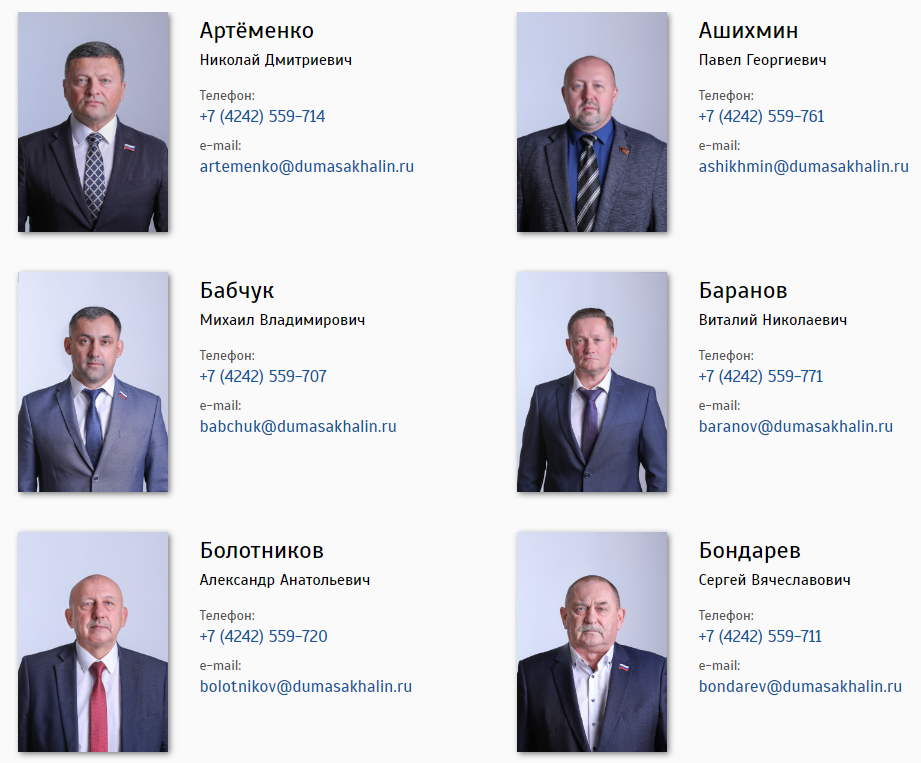 Артёменко
Николай Дмитриевич
Телефон:
+7 (4242) 559-714
e-mail:
artemenko@dumasakhalin.ru
Ашихмин
Павел Георгиевич
Телефон:
+7 (4242) 559-761
e-mail:
ashikhmin@dumasakhalin.ru
Бабчук
Михаил Владимирович
Телефон:
+7 (4242) 559-707
e-mail:
babchuk@dumasakhalin.ru
Баранов
Виталий Николаевич
Телефон:
+7 (4242) 559-771
e-mail:
baranov@dumasakhalin.ru
Болотников
Александр Анатольевич
Телефон:
+7 (4242) 559-720
e-mail:
bolotnikov@dumasakhalin.ru
Бондарев
Сергей Вячеславович
Телефон:
+7 (4242) 559-711
e-mail:
bondarev@dumasakhalin.ru